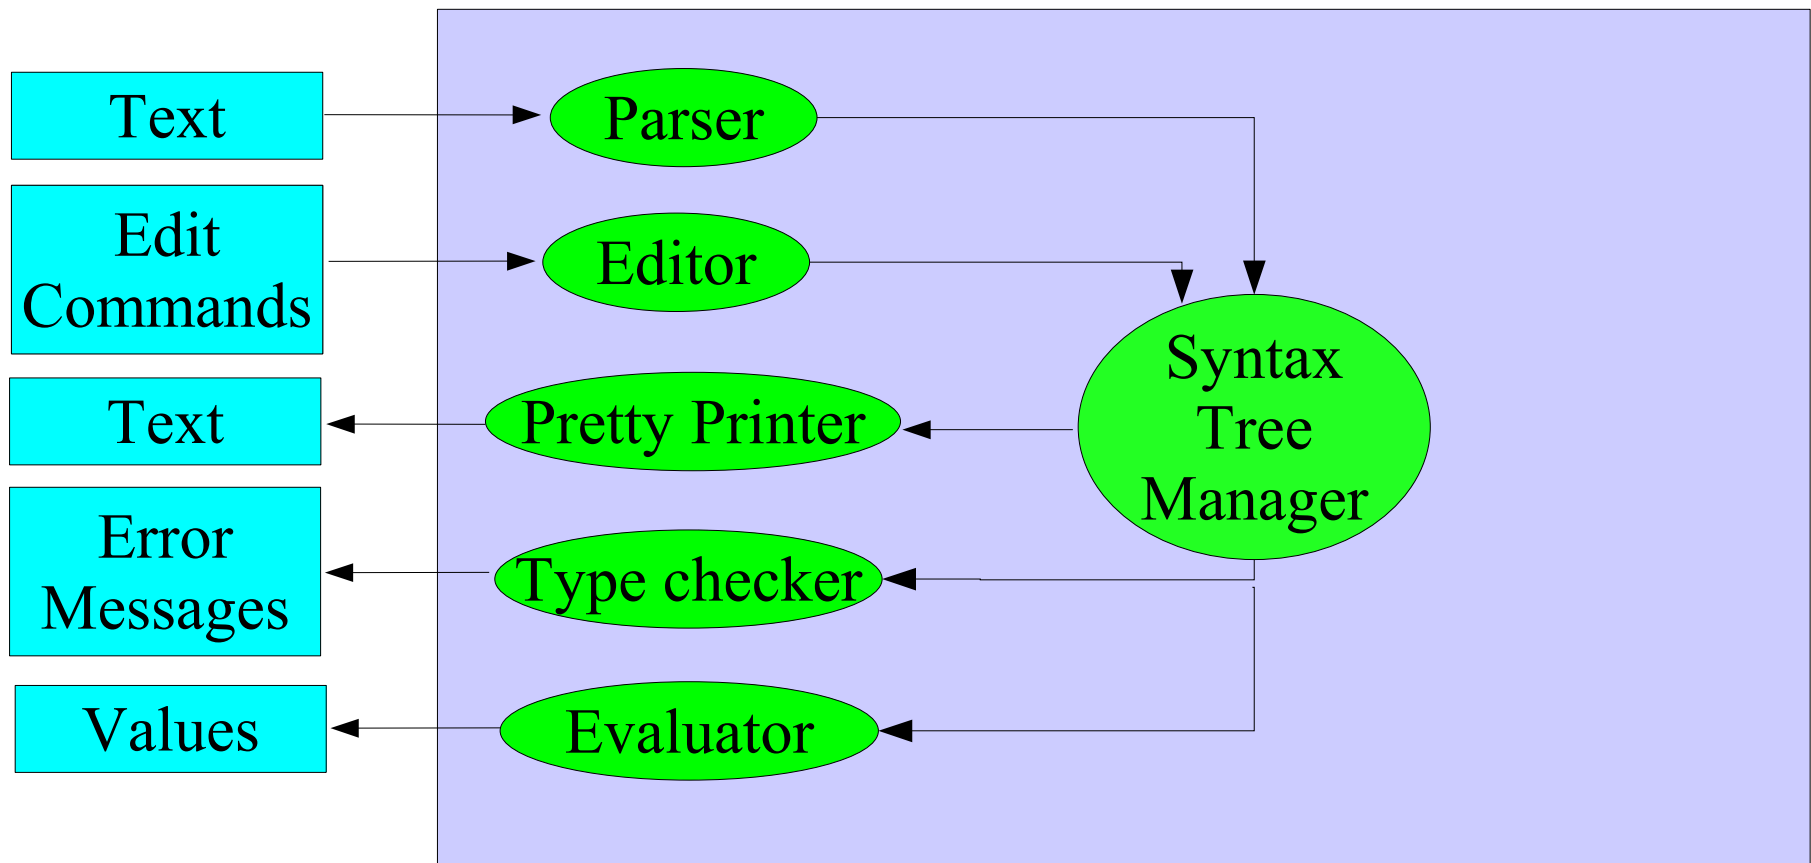 Text
Parser
Edit
Commands
Editor
Syntax
Tree
Manager
Text
Pretty Printer
Error
Messages
Type checker
Values
Evaluator